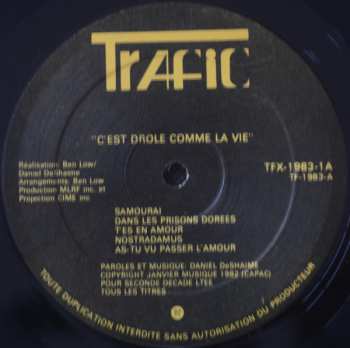 TRAFIC
"C'EST DROLE COMME LA VIE"
Réalisation: Ben Low/
Daniel DeShaime
Arrangements: Ben Low
Production MLRF inc. et
Projection CIME inc
TFX-1983-1A
TF-1983-A
SAMOURAI
DANS LES PRISONS DOREES
T'ES EN AMOUR
NOSTRADAMUS
AS-TU VU PASSER L'AMOUR
PAROLES ET MUSIQUE: DANIEL DeSHAIME
COPYRIGHT JANVIER MUSIQUE 1982 (CAPAC)
POUR SECONDE DECADE LTEE
TOUS LES TITRES
TOUTE DUPLICATION INTERDITE SANS AUTORISATION DU PRODUCTEUR